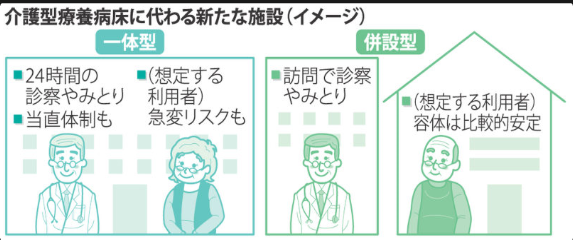 介護型療養病床に代わる新たな施設(イメージ)
一体型
■24時間の
診察やみとり
■当直体制も
■(想定する
利用者)
急変リスクも
併設型
■訪問で診察
やみとり
■(想定する利用者)
容体は比較的安定